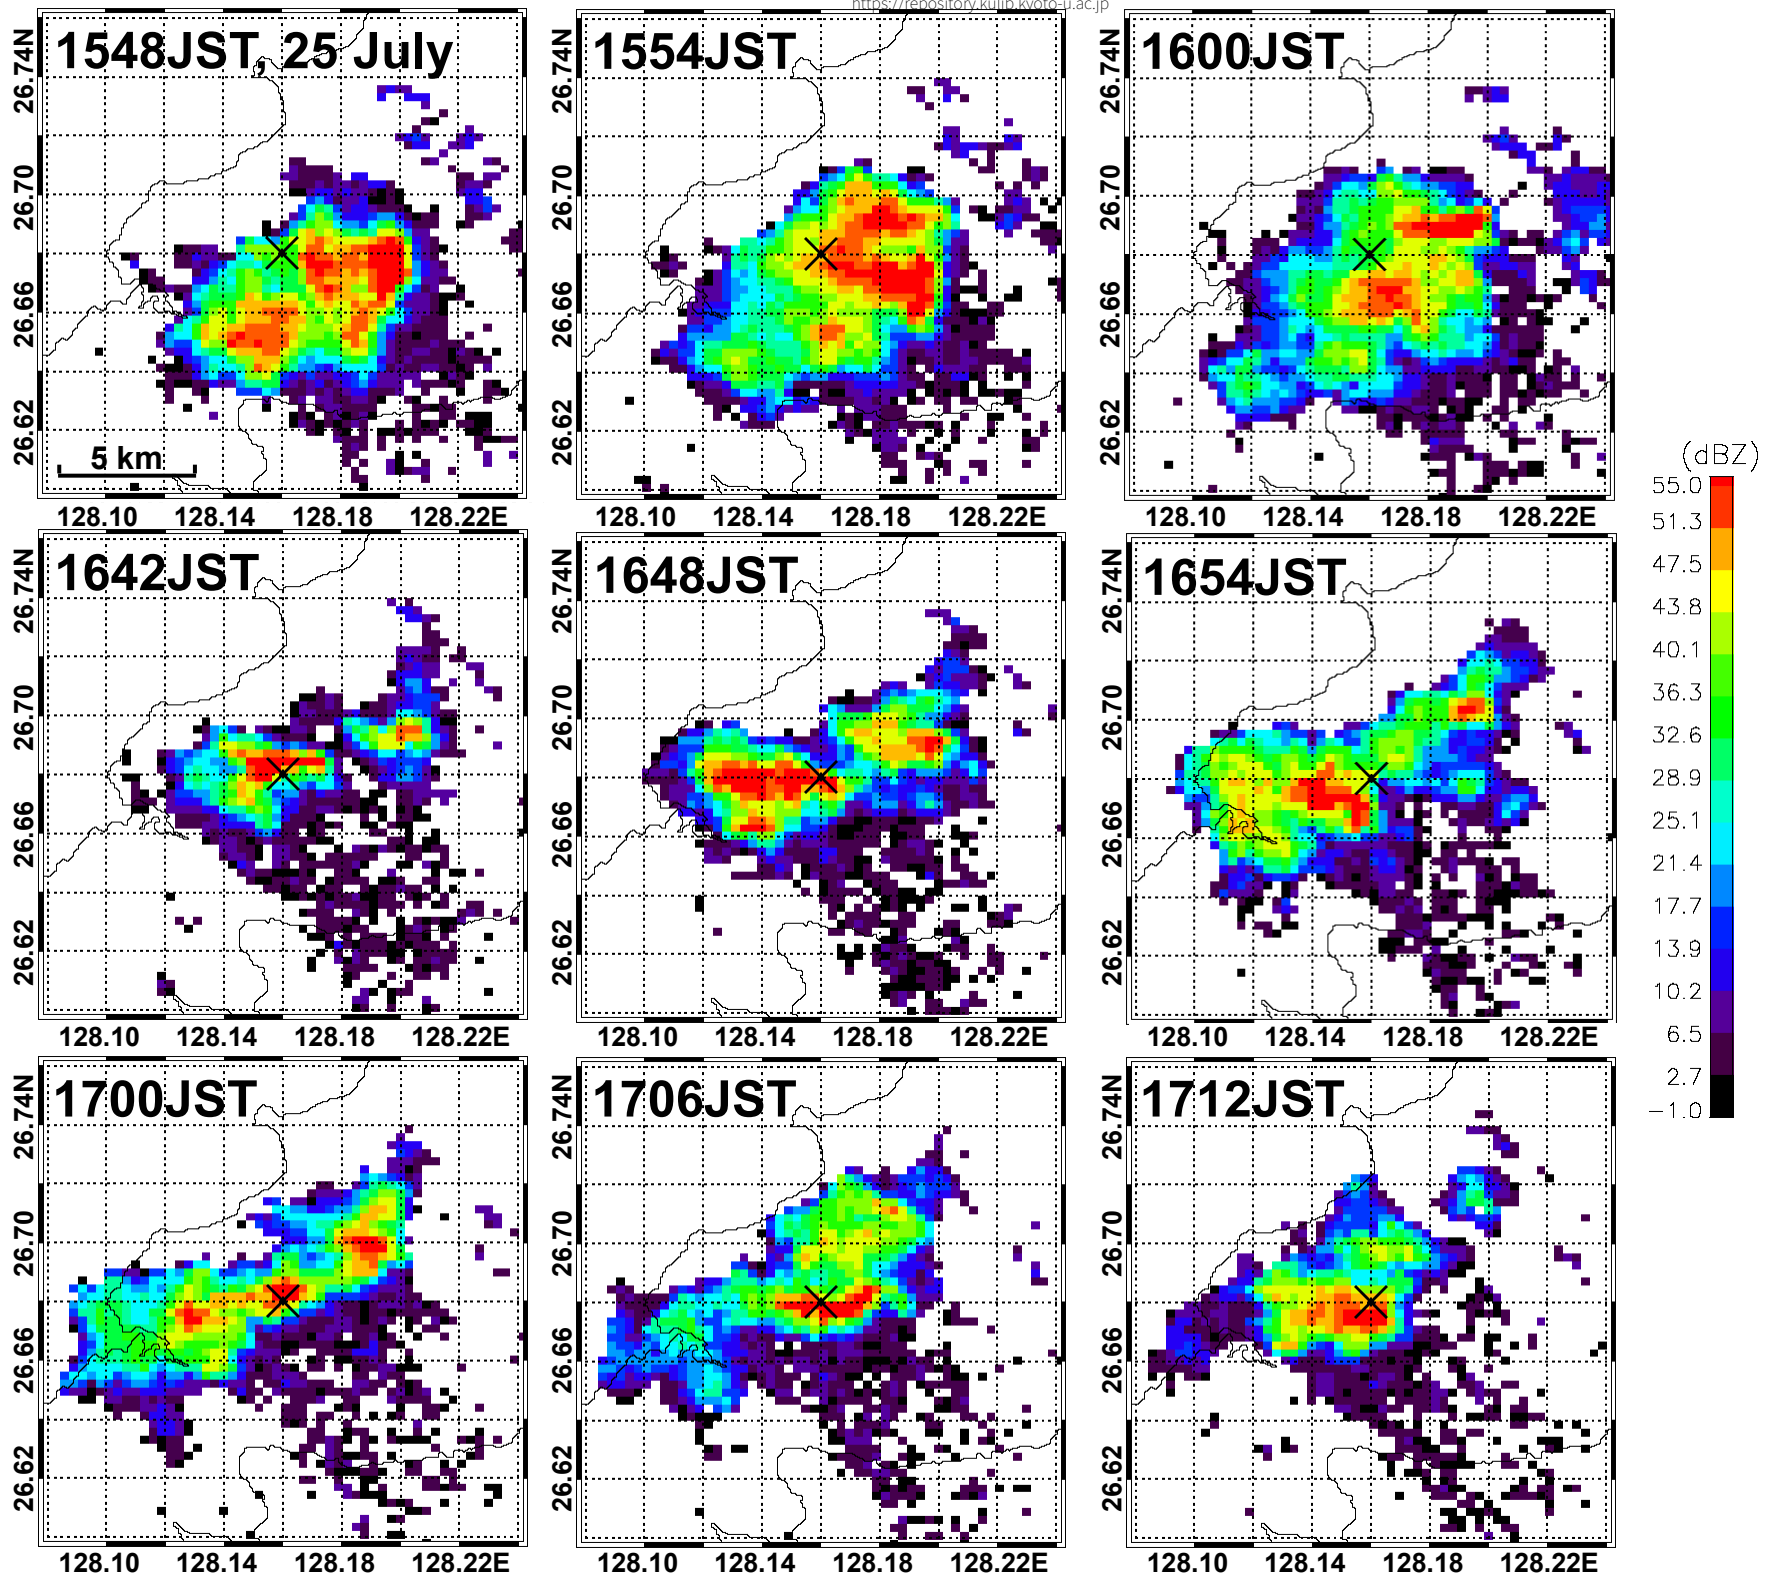 https://repository.kulib.kyoto-u.ac.jp
1548JST, 25 July
1554JST
1600JST
26.74N
26.70
26.66
26.62
5 km
128.10 128.14 128.18 128.22E
26.74N
26.70
26.66
26.62
128.10 128.14 128.18 128.22E
26.74N
26.70
26.66
26.62
128.10 128.14 128.18 128.22E
1642JST
1648JST
1654JST
26.74N
26.70
26.66
26.62
128.10 128.14 128.18 128.22E
26.74N
26.70
26.66
26.62
128.10 128.14 128.18 128.22E
26.74N
26.70
26.66
26.62
128.10 128.14 128.18 128.22E
1700JST
1706JST
1712JST
26.74N
26.70
26.66
26.62
128.10 128.14 128.18 128.22E
26.74N
26.70
26.66
26.62
128.10 128.14 128.18 128.22E
26.74N
26.70
26.66
26.62
128.10 128.14 128.18 128.22E
(dBZ)
55.0
51.3
47.5
43.8
40.1
36.3
32.6
28.9
25.1
21.4
17.7
13.9
10.2
6.5
2.7
−1.0